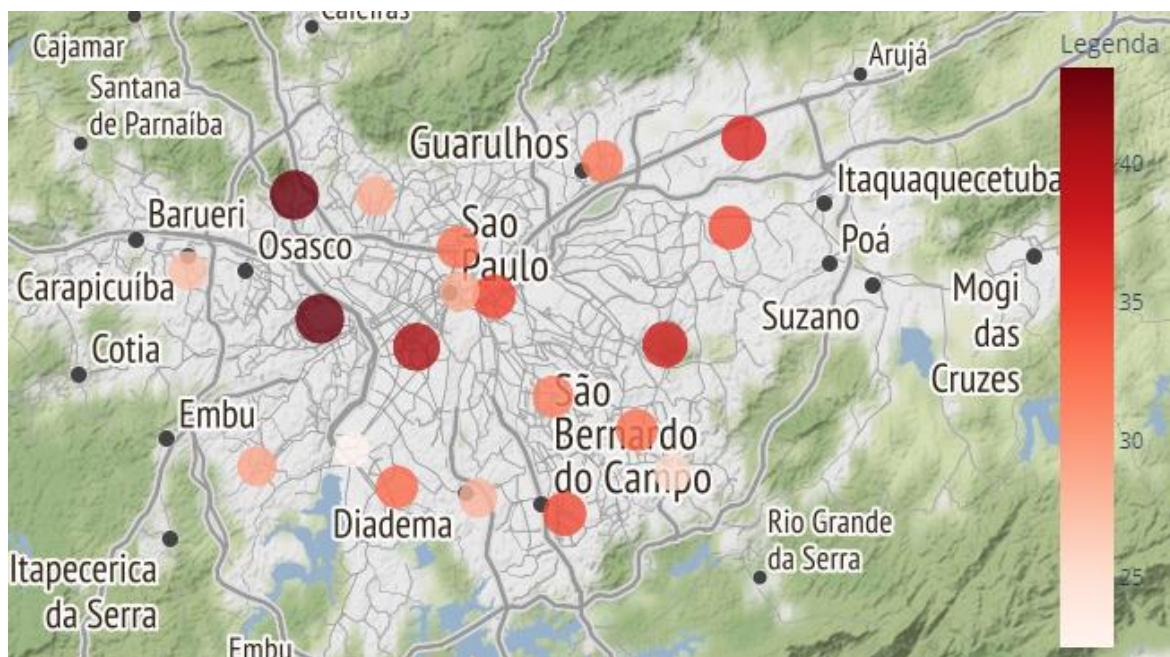 Caieiras
Cajamar
Arujá
Legenda
Santana
de Parnaíba
Guarulhos
40
Itaquaquecetuba
Barueri
Sao
Paulo
Osasco
Poá
Carapicuíba
Mogi
das
Cruzes
35
Suzano
Cotia
São
Bernardo
do Campo
Embu
30
Diadema
Rio Grande
da Serra
Itapecerica
da Serra
25
Embu